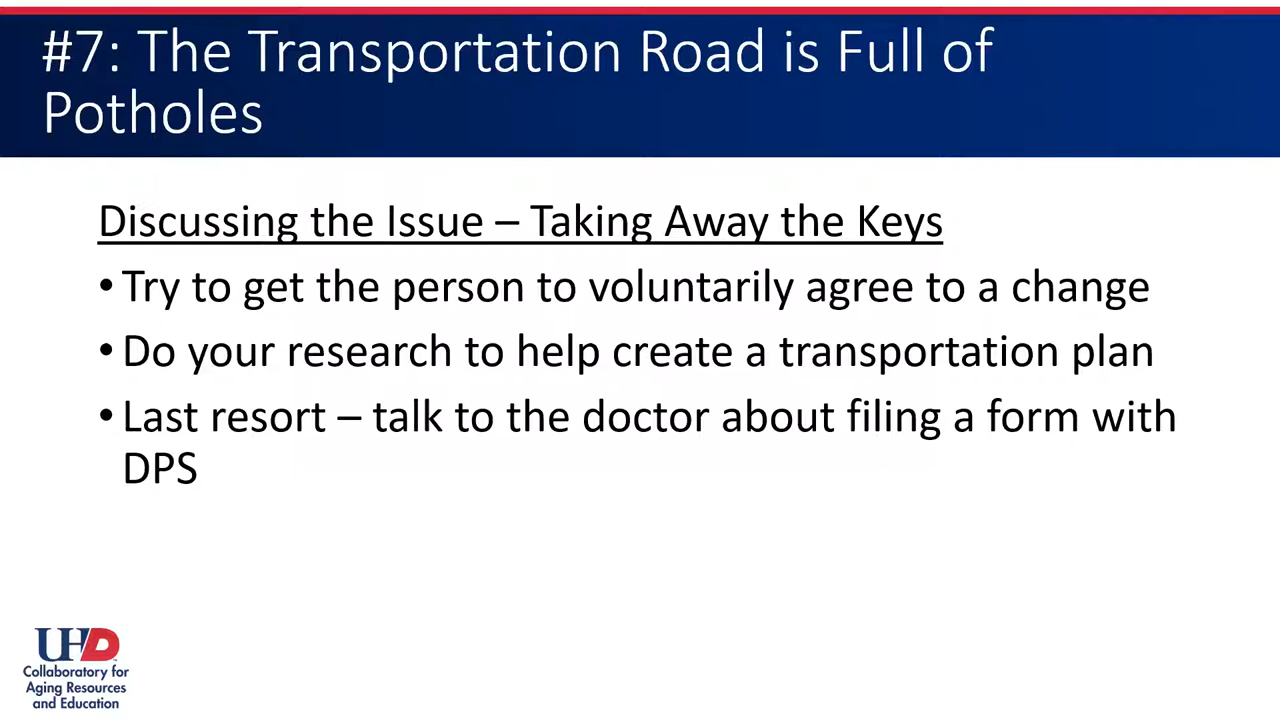 #7: The Transportation Road is Full of
Potholes
Discussing the Issue – Taking Away the Keys
•Try to get the person to voluntarily agree to a change
•Do your research to help create a transportation plan
•Last resort – talk to the doctor about filing a form with
DPS
UHD
Collaboratory for
Aging Resources
and Education